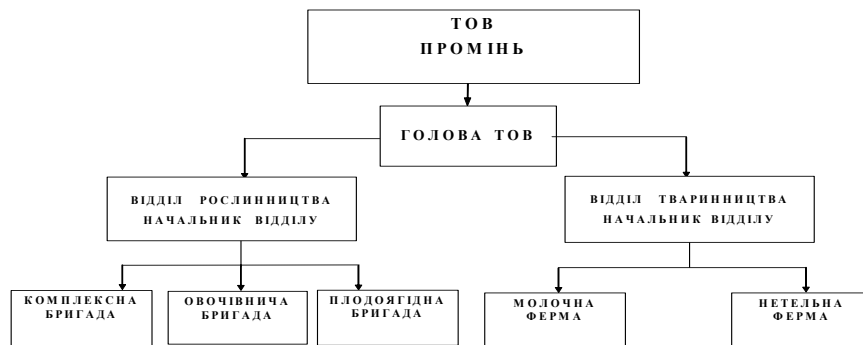 ТОВ
ПРОМІНЬ
ГОЛОВА ТОВ
ВІДДІЛ РОСЛИННИЦТВА
НАЧАЛЬНИК ВІДДІЛУ
ВІДДІЛ ТВАРИННИЦТВА
НАЧАЛЬНИК ВІДДІЛУ
КОМПЛЕКСНА
БРИГАДА
ОВОЧІВНИЧА
БРИГАДА
ПЛОДОЯГІДНА
БРИГАДА
МОЛОЧНА
ФЕРМА
НЕТЕЛЬНА
ФЕРМА